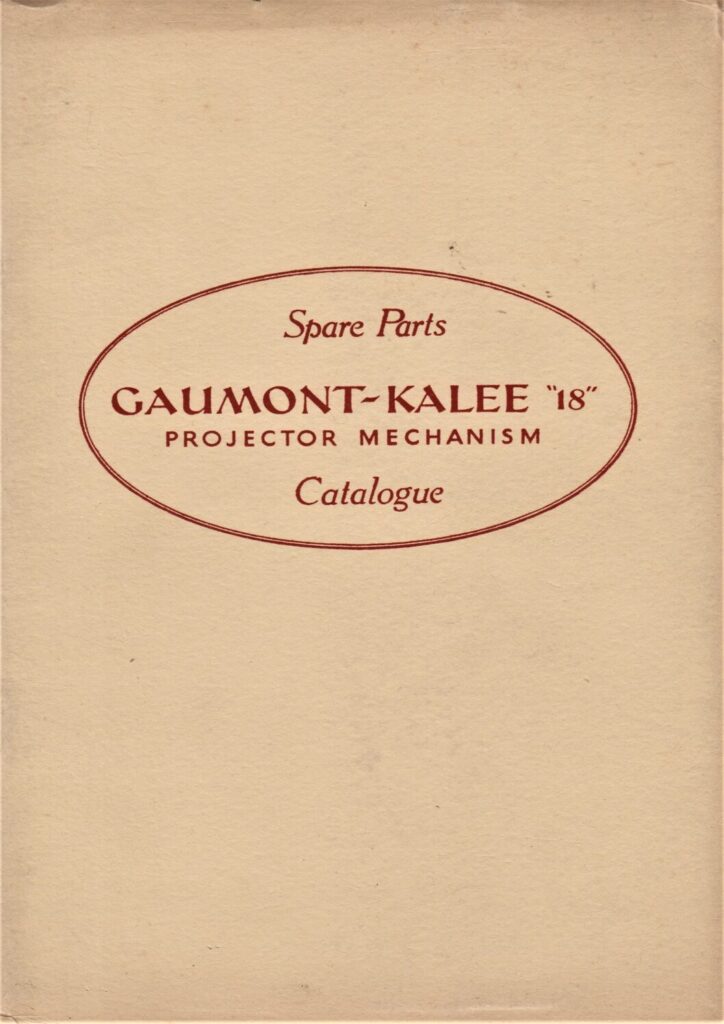 Spare Parts
GAUMONT-KALEE "18"
PROJECTOR MECHANISM
Catalogue